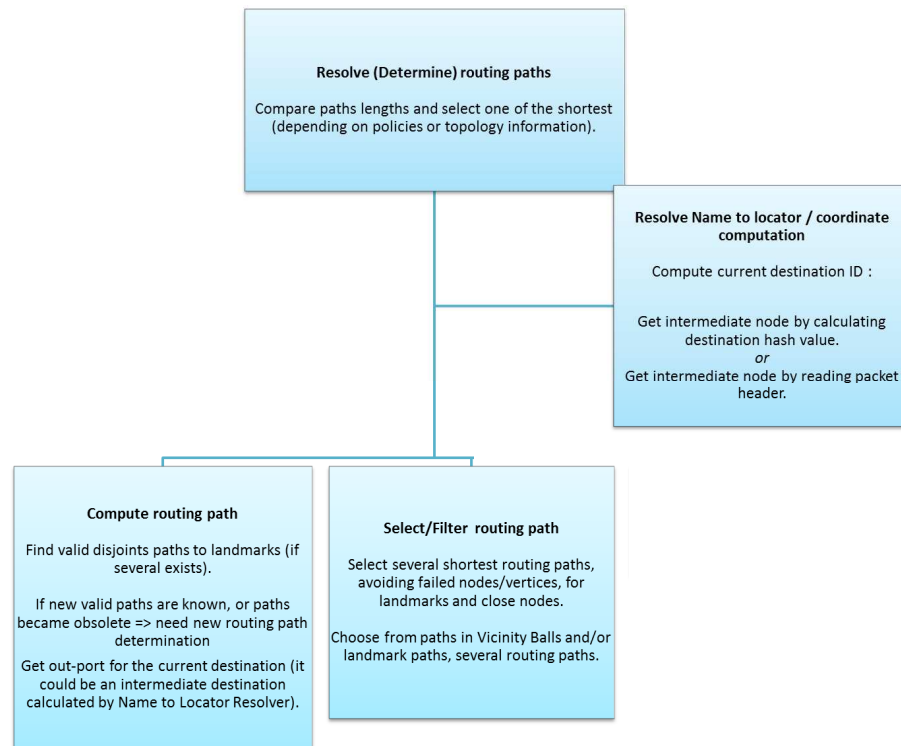 Resolve (Determine) routing paths
Compare paths lengths and select one of the shortest
(depending on policies or topology information).
Resolve Name to locator / coordinate
computation
Compute current destination ID :
Get intermediate node by calculating
destination hash value.
or
Get intermediate node by reading packet
header.
Compute routing path
Find valid disjoints paths to landmarks (if
several exists).
If new valid paths are known, or paths
became obsolete => need new routing path
determination
Get out-port for the current destination (it
could be an intermediate destination
calculated by Name to Locator Resolver).
Select/Filter routing path
Select several shortest routing paths,
avoiding failed nodes/vertices, for
landmarks and close nodes.
Choose from paths in Vicinity Balls and/or
landmark paths, several routing paths.